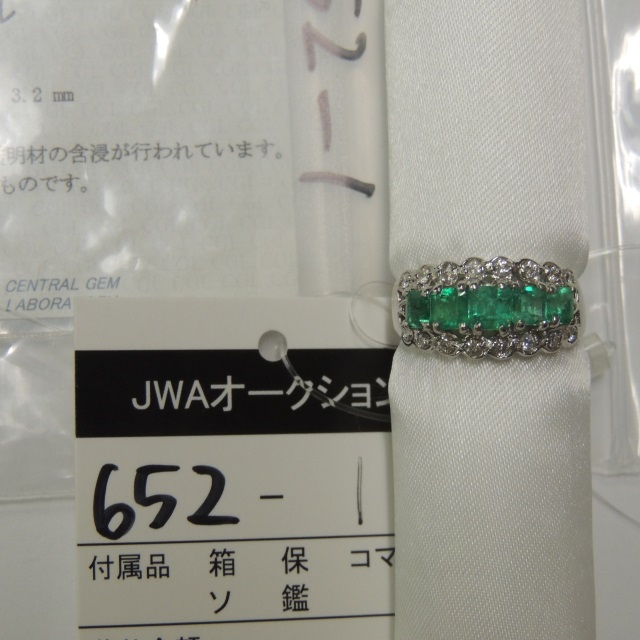 ル
3.2 mm
明材の含浸が行われています。
ものです。
CENTRAL GEM
JWAオークション
652-1
付属品 箱 保 コマ
ソ 鑑